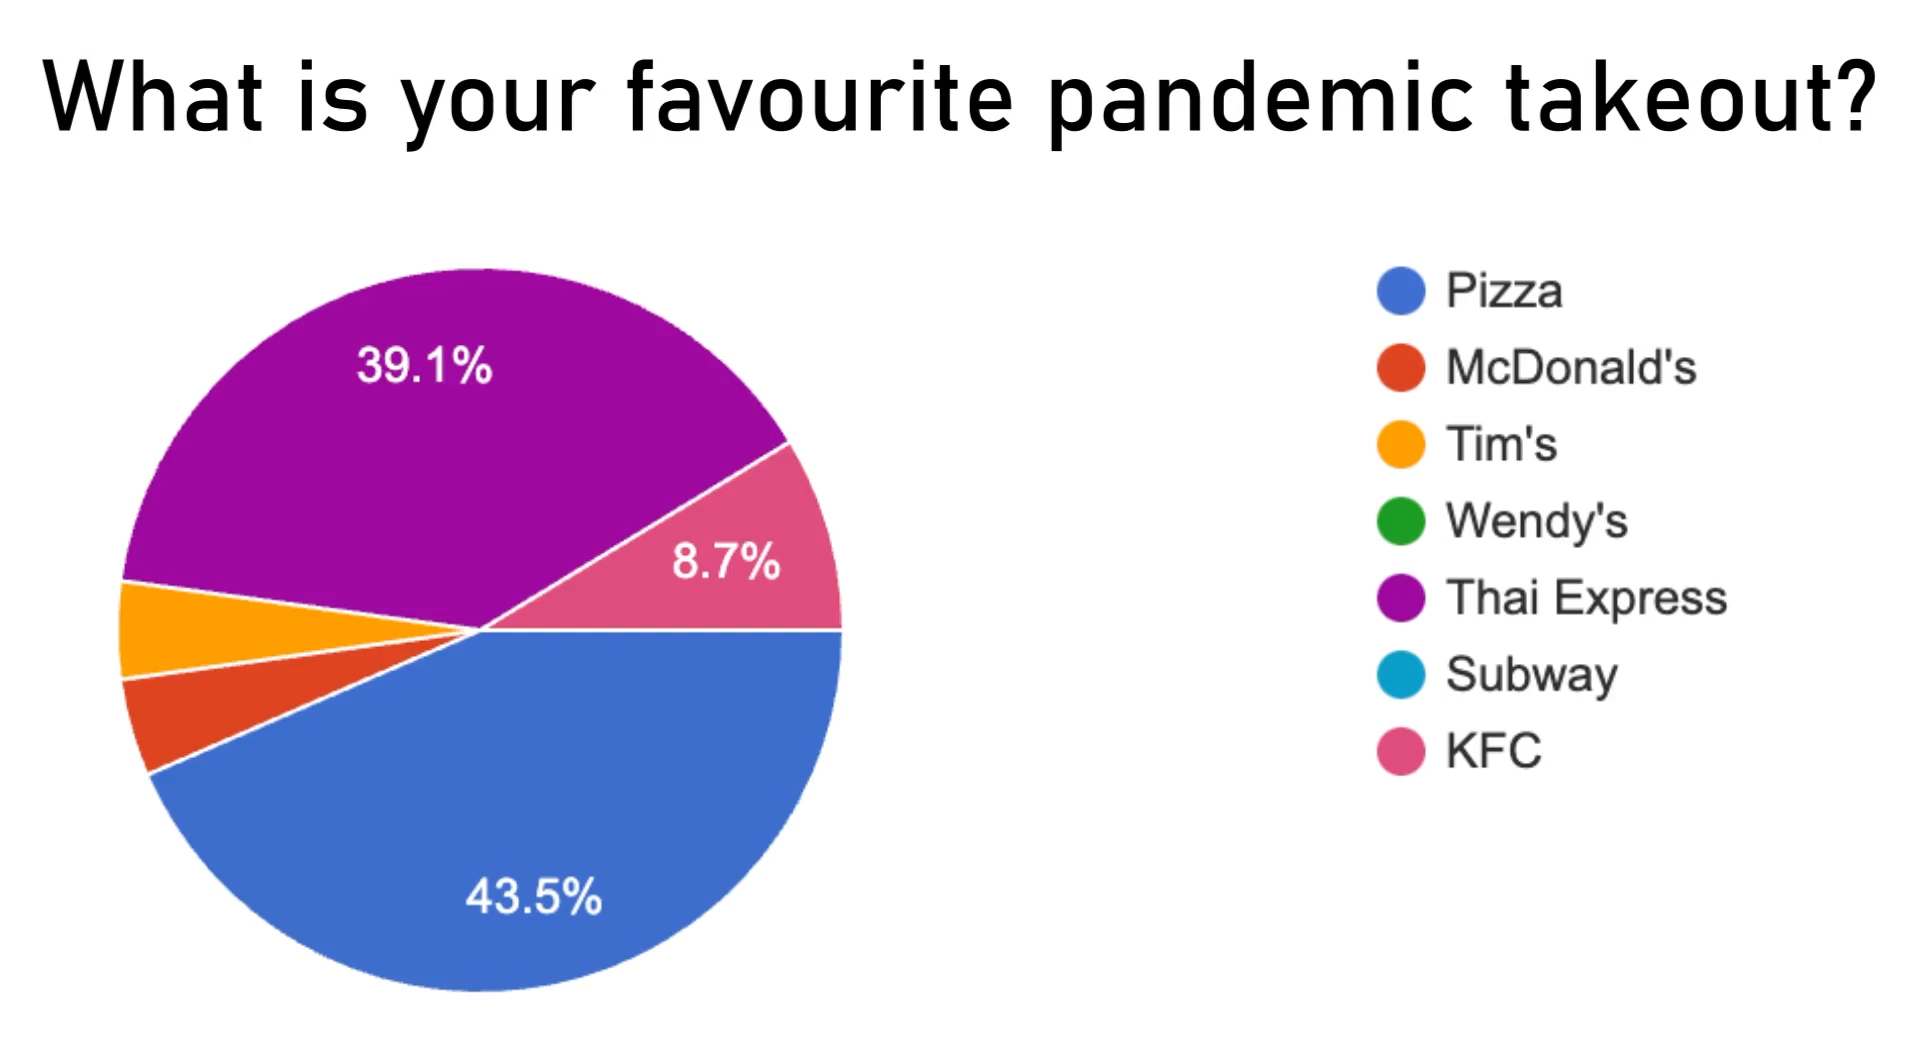 What is your favourite pandemic takeout?
39.1%
8.7%
43.5%
Pizza
McDonald's
Tim's
Wendy's
Thai Express
Subway
KFC